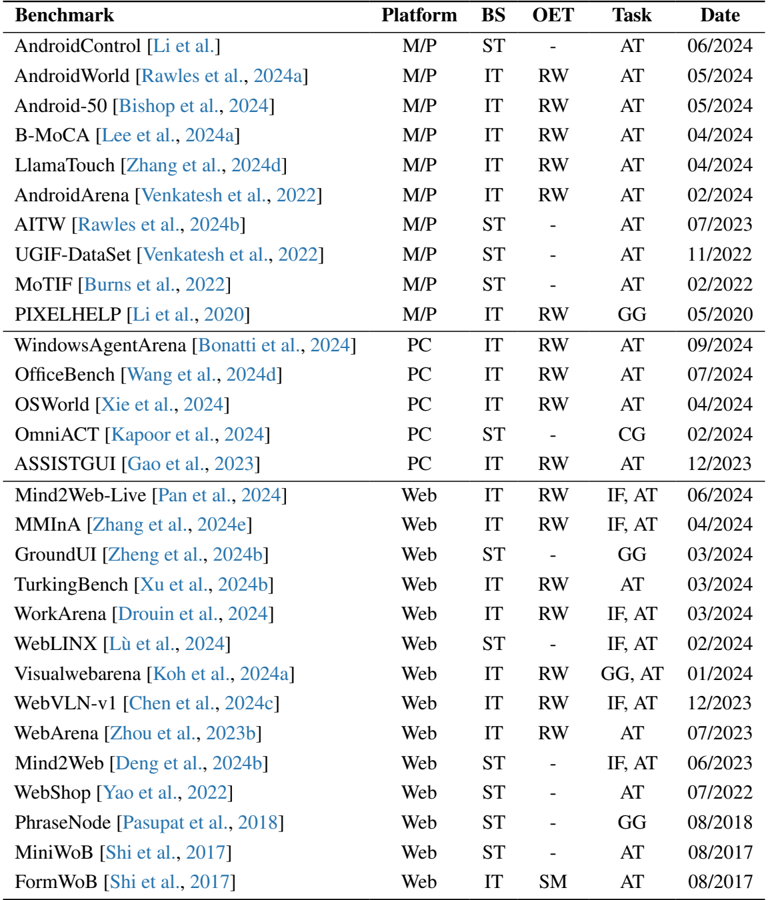 Benchmark Platform BS OET Task Date
AndroidControl [Li et al.] M/P ST - AT 06/2024
AndroidWorld [Rawles et al., 2024a] M/P IT RW AT 05/2024
Android-50 [Bishop et al., 2024] M/P IT RW AT 05/2024
B-MoCA [Lee et al., 2024a] M/P IT RW AT 04/2024
LlamaTouch [Zhang et al., 2024d] M/P IT RW AT 04/2024
AndroidArena [Venkatesh et al., 2022] M/P IT RW AT 02/2024
AITW [Rawles et al., 2024b] M/P ST - AT 07/2023
UGIF-DataSet [Venkatesh et al., 2022] M/P ST - AT 11/2022
MoTIF [Burns et al., 2022] M/P ST - AT 02/2022
PIXELHELP [Li et al., 2020] M/P IT RW GG 05/2020
WindowsAgentArena [Bonatti et al., 2024] PC IT RW AT 09/2024
OfficeBench [Wang et al., 2024d] PC IT RW AT 07/2024
OSWorld [Xie et al., 2024] PC IT RW AT 04/2024
OmniACT [Kapoor et al., 2024] PC ST - CG 02/2024
ASSISTGUI [Gao et al., 2023] PC IT RW AT 12/2023
Mind2Web-Live [Pan et al., 2024] Web IT RW IF, AT 06/2024
MMInA [Zhang et al., 2024e] Web IT RW IF, AT 04/2024
GroundUI [Zheng et al., 2024b] Web ST - GG 03/2024
TurkingBench [Xu et al., 2024b] Web IT RW AT 03/2024
WorkArena [Drouin et al., 2024] Web IT RW IF, AT 03/2024
WebLINX [Lù et al., 2024] Web ST - IF, AT 02/2024
Visualwebarena [Koh et al., 2024a] Web IT RW GG, AT 01/2024
WebVLN-v1 [Chen et al., 2024c] Web IT RW IF, AT 12/2023
WebArena [Zhou et al., 2023b] Web IT RW AT 07/2023
Mind2Web [Deng et al., 2024b] Web ST - IF, AT 06/2023
WebShop [Yao et al., 2022] Web ST - AT 07/2022
PhraseNode [Pasupat et al., 2018] Web ST - GG 08/2018
MiniWoB [Shi et al., 2017] Web ST - AT 08/2017
FormWoB [Shi et al., 2017] Web IT SM AT 08/2017